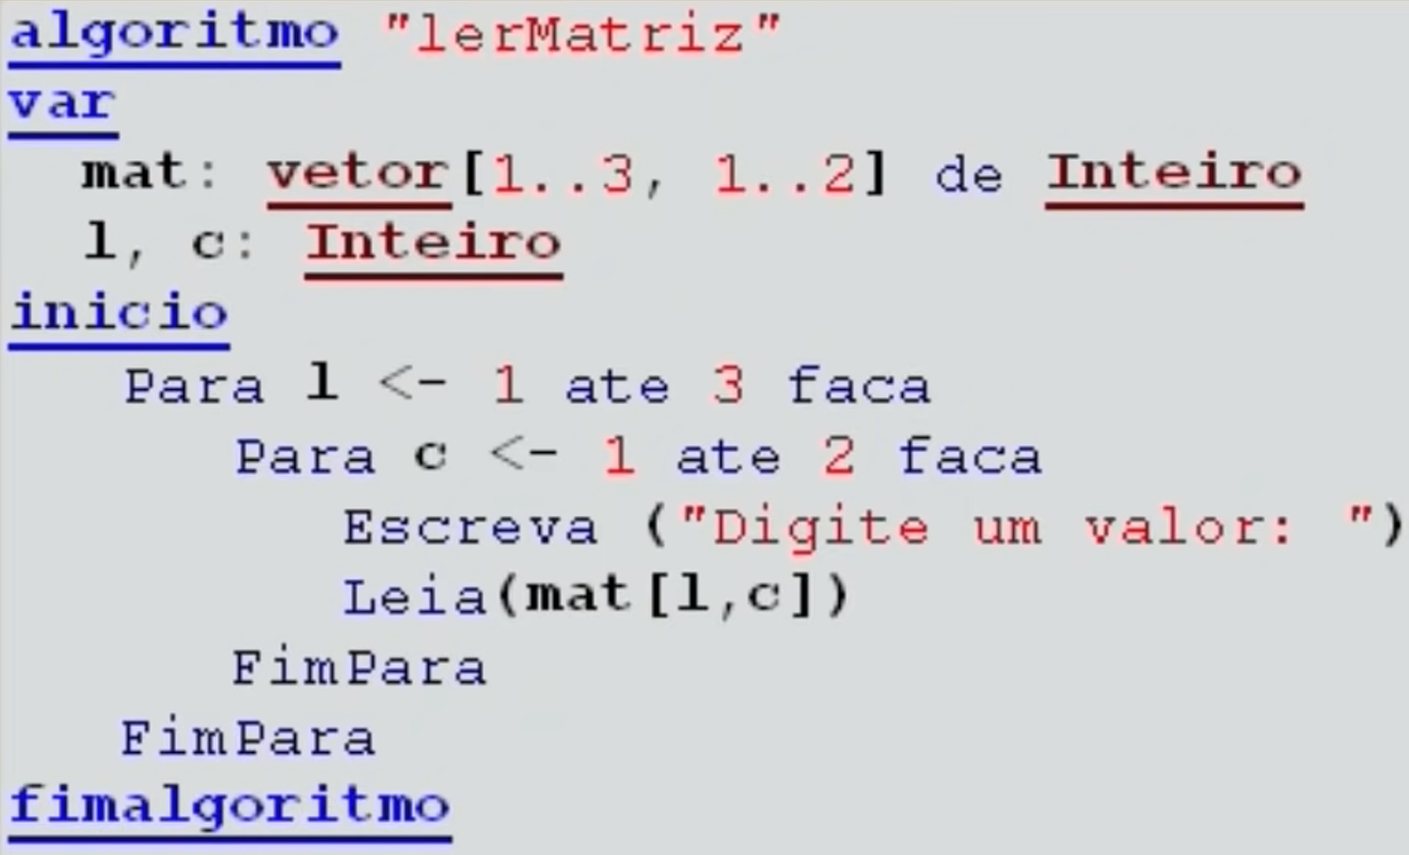 algoritmo "lerMatriz"
var
mat: vetor[1..3, 1..2] de Inteiro
l, c: Inteiro
inicio
Para l <- 1 ate 3 faca
Para c <- 1 ate 2 faca
Escreva ("Digite um valor: ")
Leia(mat[l,c])
FimPara
FimPara
fimalgoritmo